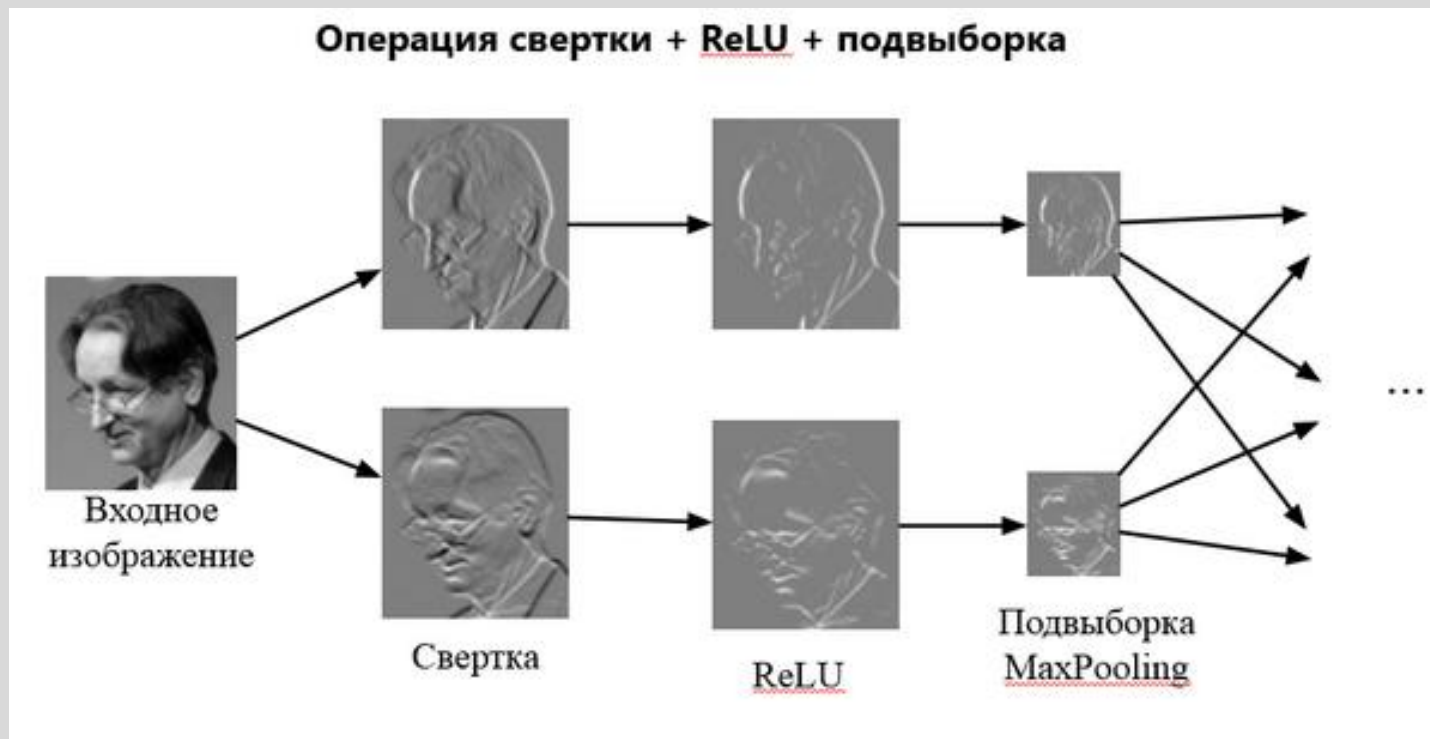 Операция свертки + ReLU + подвыборка
Входное
изображение
Свертка
ReLU
Подвыборка
MaxPooling
...